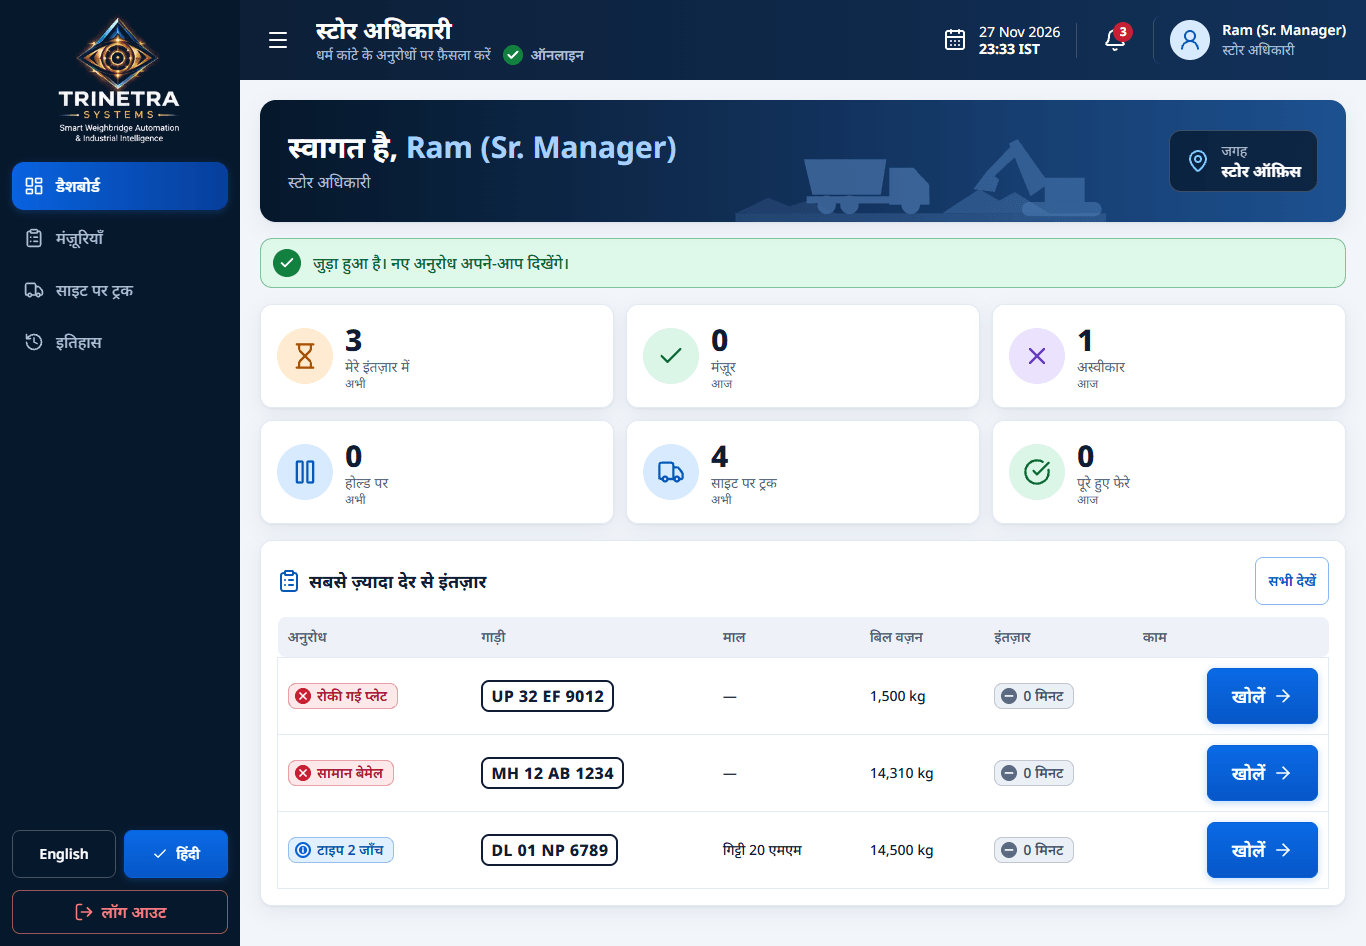 TRINETRA
SYSTEMS
Smart Weighbridge Automation
& Industrial Intelligence
डैशबोर्ड
मंज़ूरियाँ
साइट पर ट्रक
इतिहास
English
हिंदी
लॉग आउट
स्टोर अधिकारी
धर्म कांटे के अनुरोधों पर फ़ैसला करें
ऑनलाइन
27 Nov 2026
23:33 IST
3
Ram (Sr. Manager)
स्टोर अधिकारी
स्वागत है, Ram (Sr. Manager)
स्टोर अधिकारी
जगह
स्टोर ऑफ़िस
जुड़ा हुआ है। नए अनुरोध अपने-आप दिखेंगे।
3
मेरे इंतज़ार में
अभी
0
मंज़ूर
आज
1
अस्वीकार
आज
0
होल्ड पर
अभी
4
साइट पर ट्रक
अभी
0
पूरे हुए फेरे
आज
सबसे ज़्यादा देर से इंतज़ार
सभी देखें
अनुरोध गाड़ी माल बिल वज़न इंतज़ार काम
रोकी गई प्लेट UP 32 EF 9012 — 1,500 kg 0 मिनट खोलें
सामान बेमेल MH 12 AB 1234 — 14,310 kg 0 मिनट खोलें
टाइप 2 जाँच DL 01 NP 6789 गिट्टी 20 एमएम 14,500 kg 0 मिनट खोलें